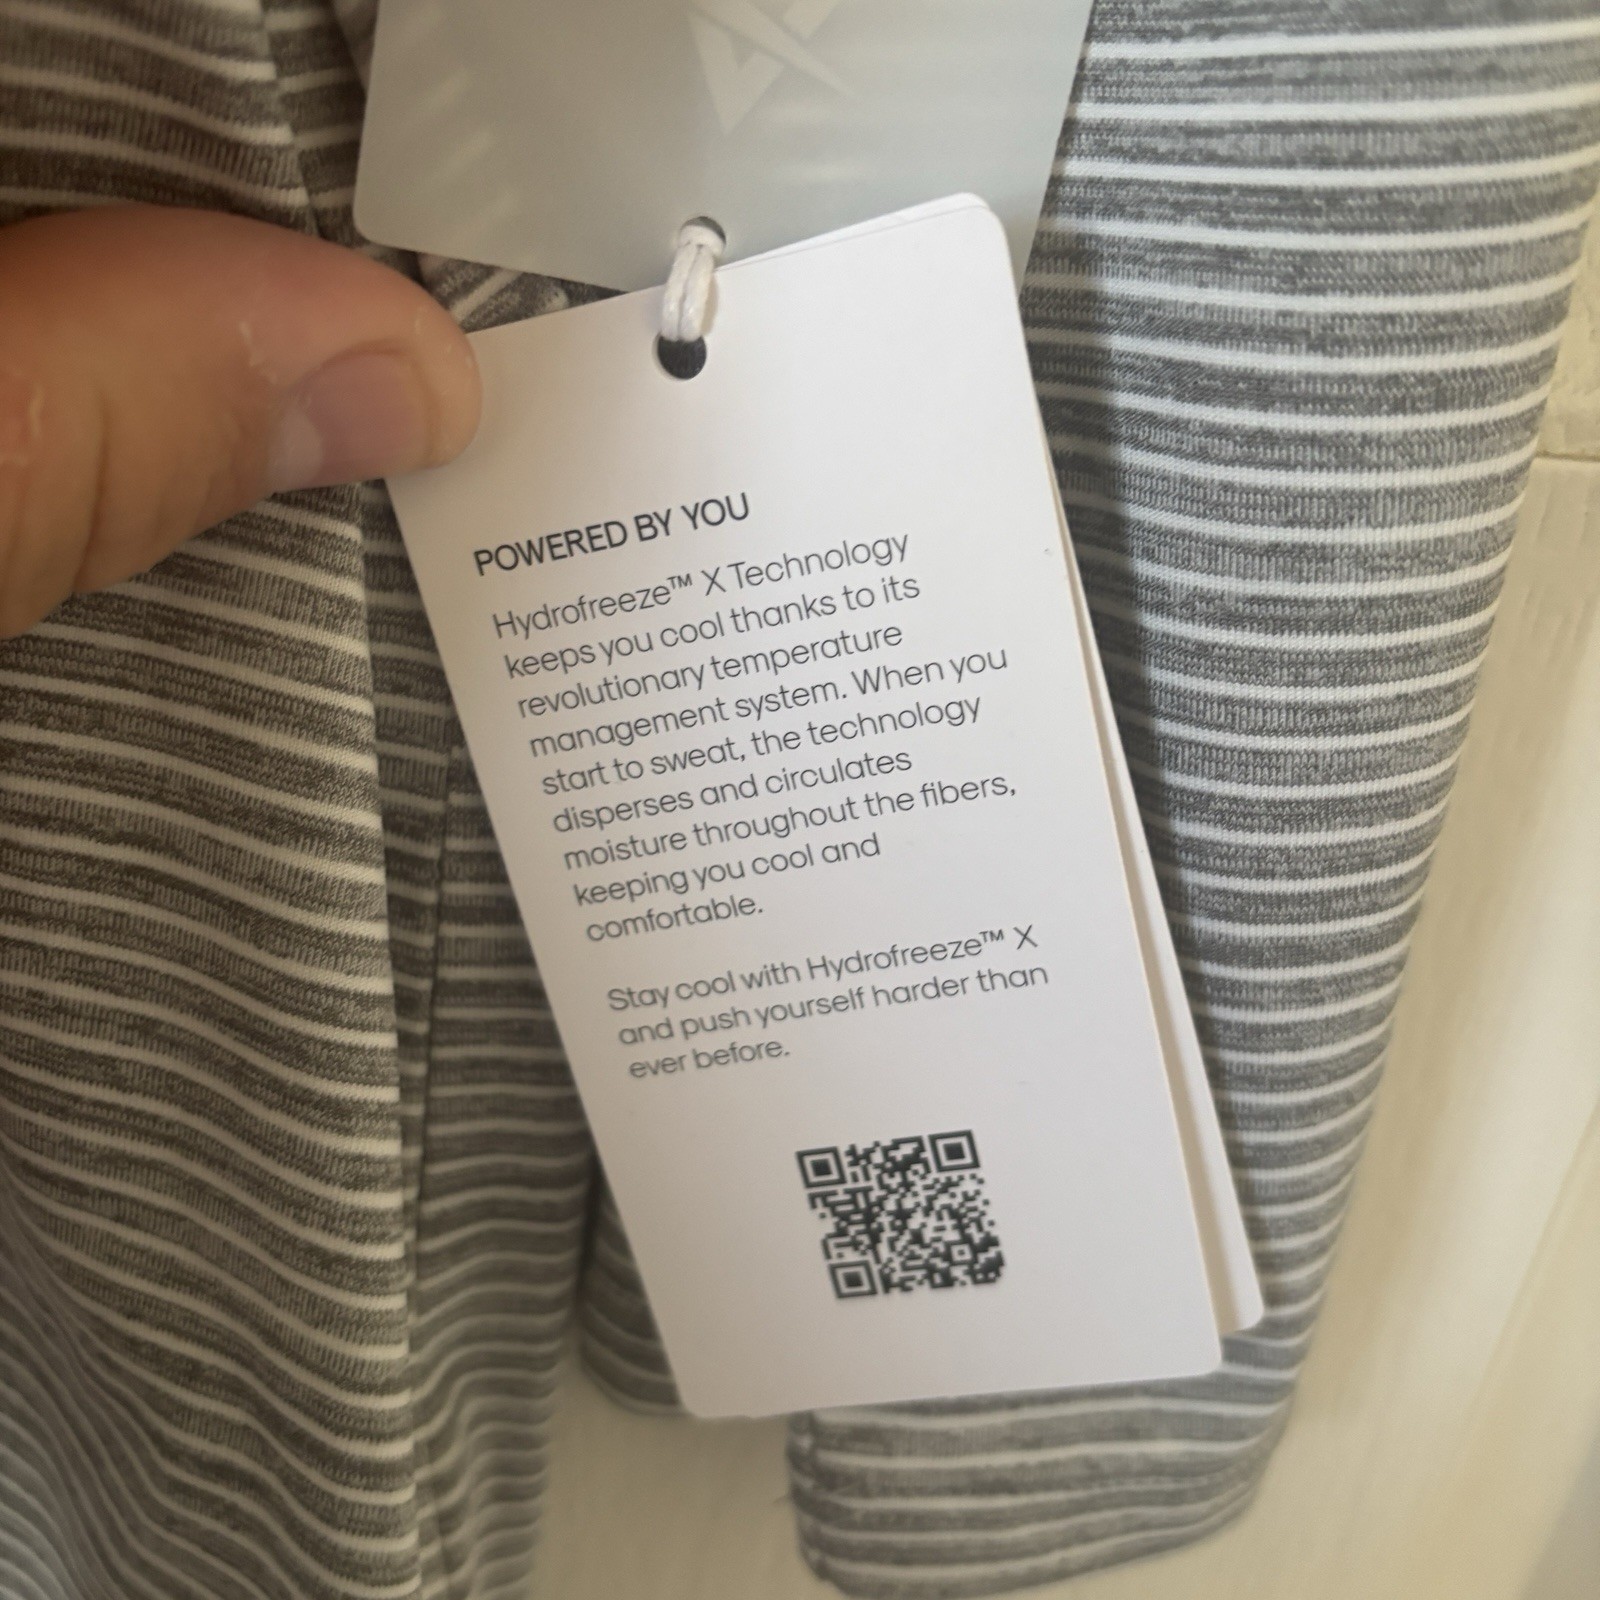 POWERED BY YOU
Hydrofreeze™ X Technology
keeps you cool thanks to its
revolutionary temperature
management system. When you
start to sweat, the technology
disperses and circulates
moisture throughout the fibers,
keeping you cool and
comfortable.
Stay cool with Hydrofreeze™ X
and push yourself harder than
ever before.